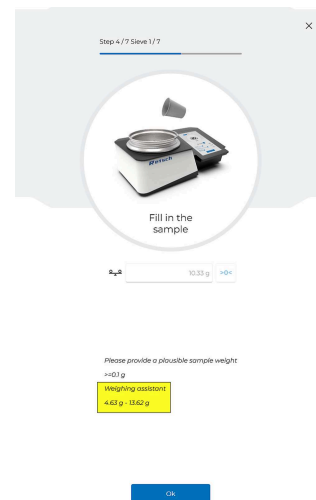 Step 4 / 7 Sieve 1 / 7
Retsch
Fill in the
sample
10.33 g >0<
Please provide a plausible sample weight
>=0.1 g
Weighing assistant
4.63 g - 13.62 g
Ok